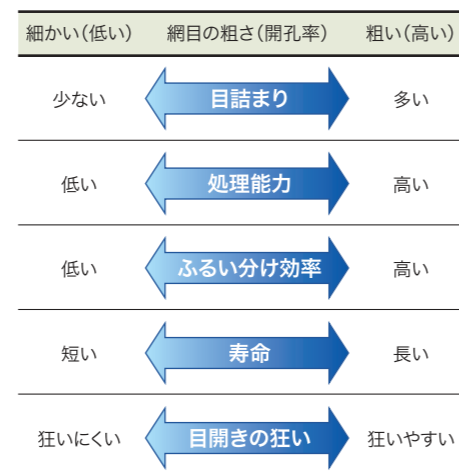 細かい(低い) 網目の粗さ(開孔率) 粗い(高い)
少ない 目詰まり 多い
低い 処理能力 高い
低い ふるい分け効率 高い
短い 寿命 長い
狂いにくい 目開きの狂い 狂いやすい